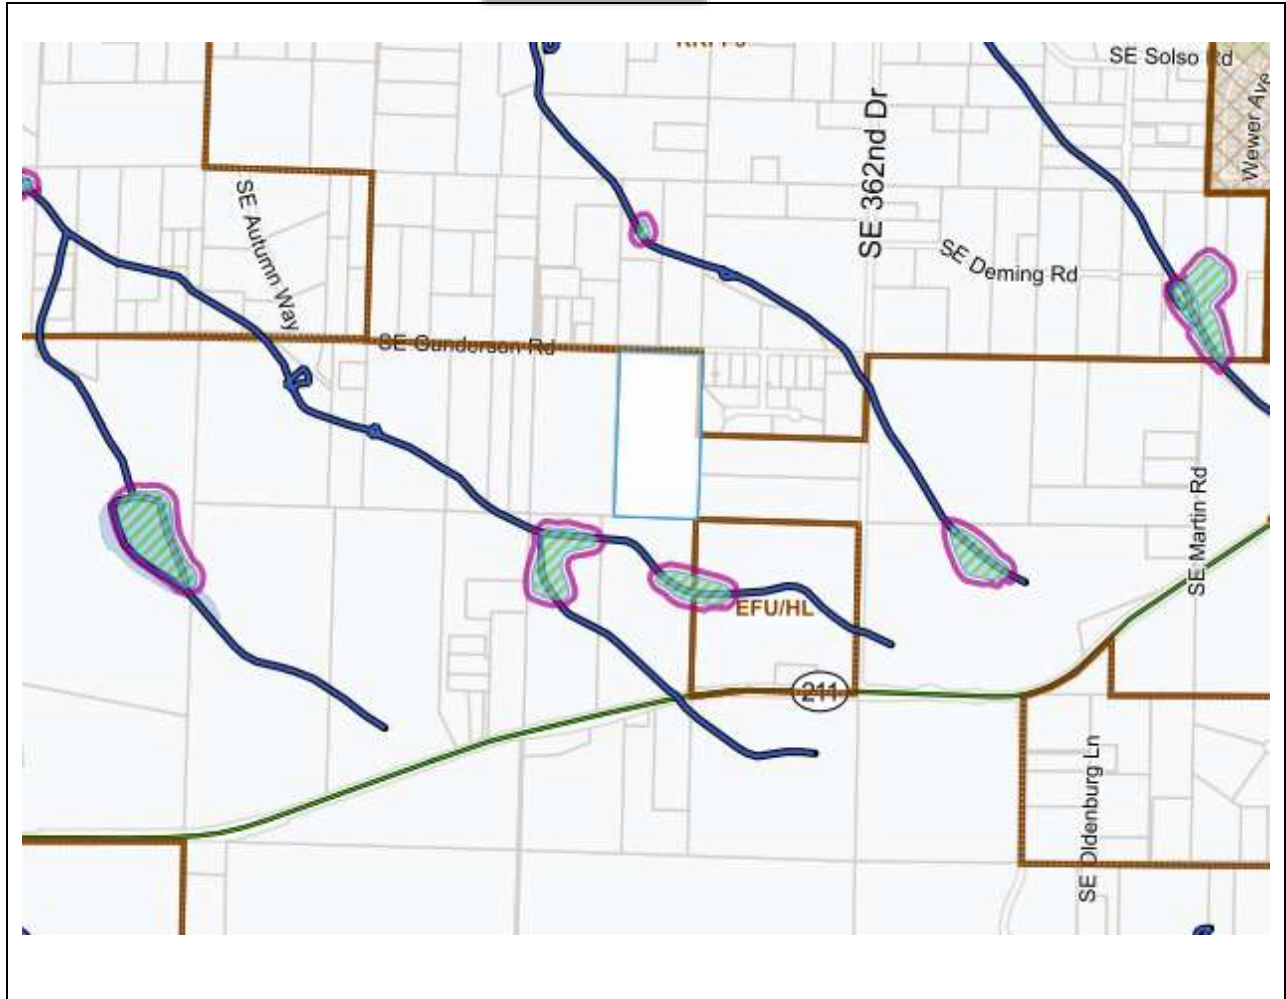 SE Solso Rd
Wewer Ave
SE 362nd Dr
SE Autumn Way
SE Deming Rd
SE Gunderson Rd
SE Martin Rd
EFU/HL
211
SE Oldenburg Ln